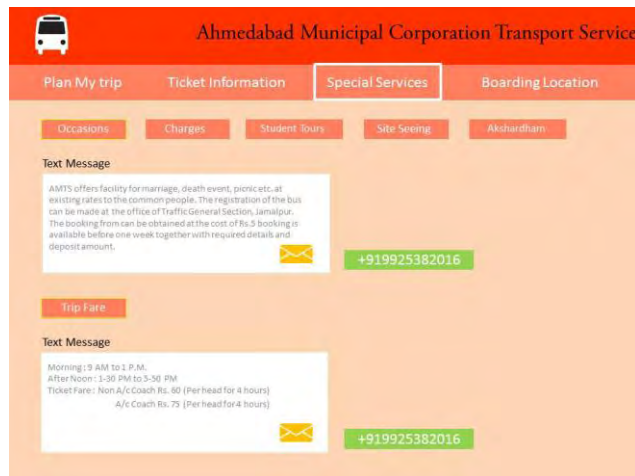 Ahmedabad Municipal Corporation Transport Service
Plan My trip Ticket Information Special Services Boarding Location
Occasions Charges Student Tours Site Seeing Akshardham
Text Message
AMTS offers facility for marriage, death event, picnic etc. at
existing rates to the common people. The registration of the bus
can be made at the office of Traffic General Section, Jamalpur.
The booking from can be obtained at the cost of Rs.5 booking is
available before one week together with required details and
deposit amount.
+919925382016
Trip Fare
Text Message
Morning : 9 AM to 1 P.M.
After Noon : 1-30 PM to 5-50 PM
Ticket Fare : Non A/c Coach Rs. 60 (Per head for 4 hours)
A/c Coach Rs. 75 (Per head for 4 hours)
+919925382016